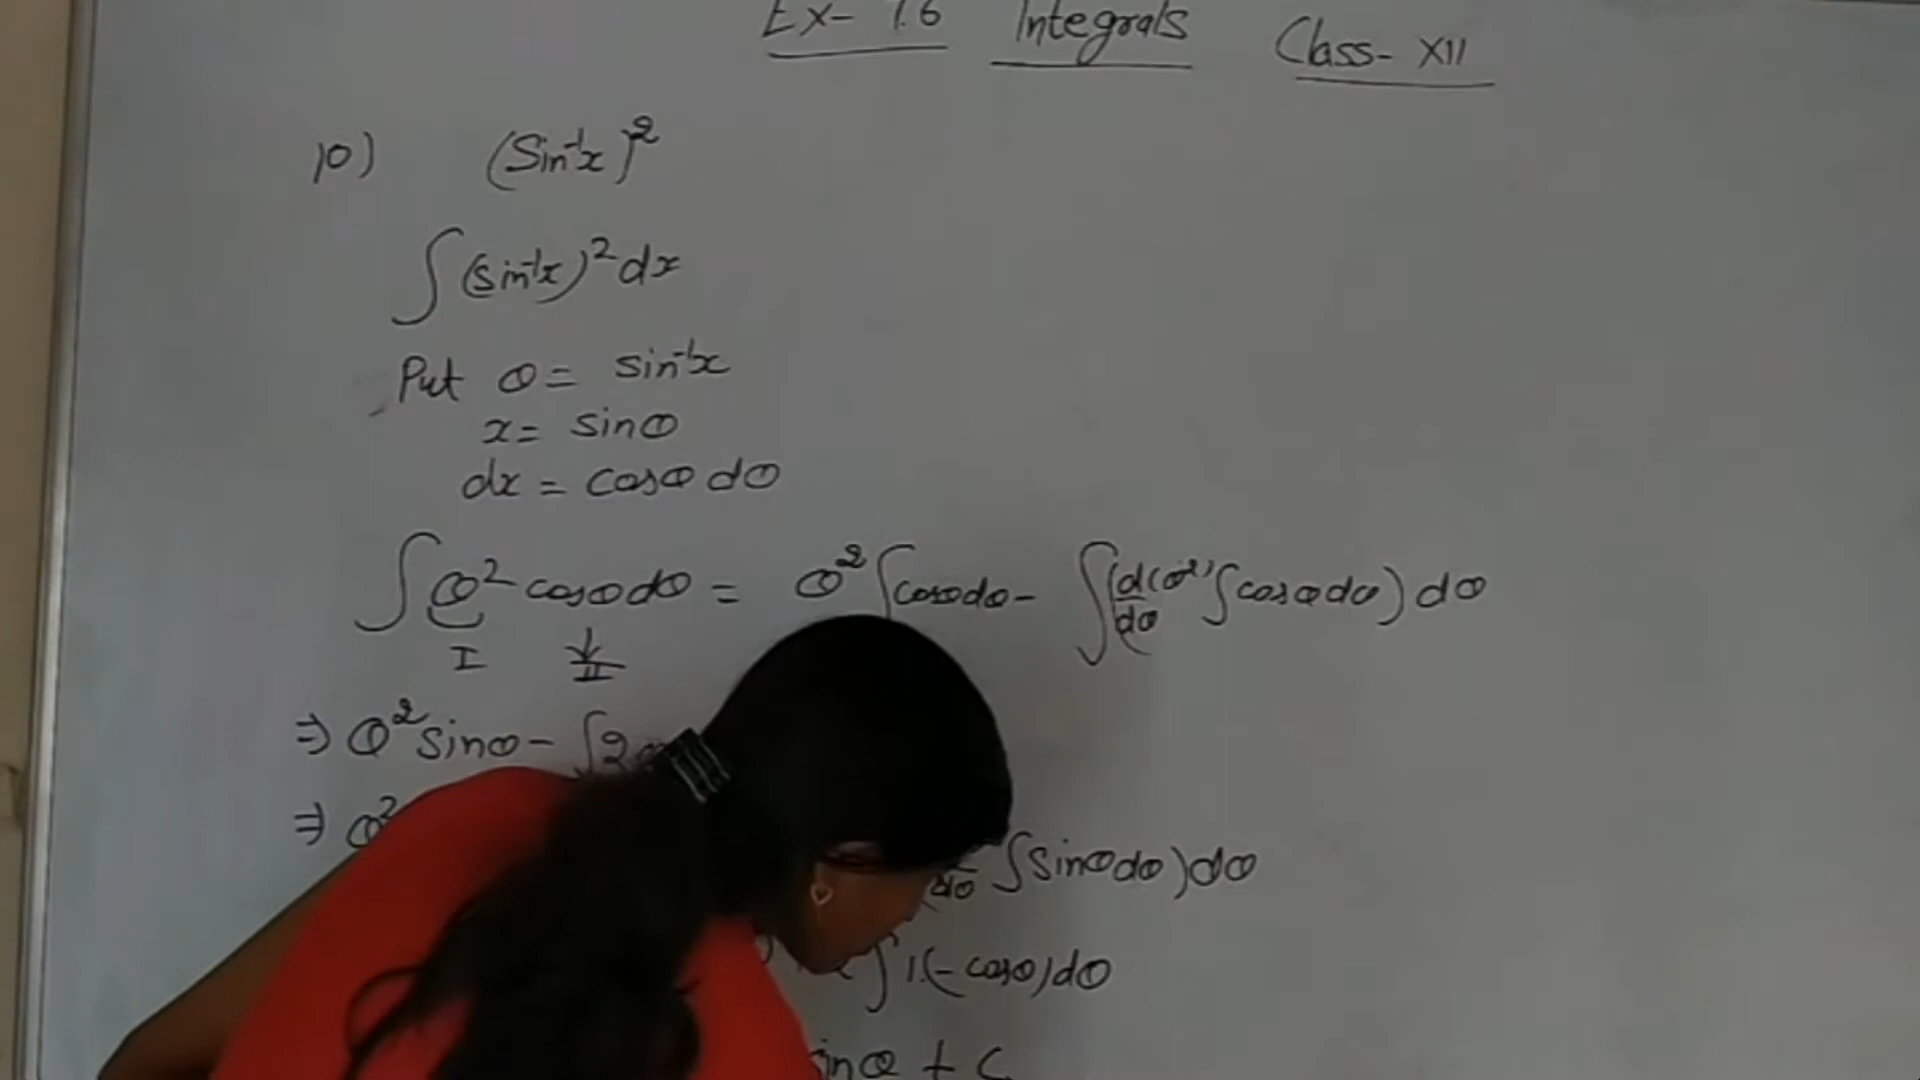 Ex- 7.6 Integrals Class- XII
10) (Sin⁻¹x)²
∫(sin⁻¹x)² dx
Put θ = sin⁻¹x
x = sinθ
dx = cosθ dθ
∫θ² cosθdθ = θ²∫cosθdθ - ∫(d(θ²)/dθ ∫cosθdθ) dθ
I II
⇒ θ² sinθ - ∫2θ
⇒ θ²
dθ ∫sinθdθ)dθ
∫1.(-cosθ)dθ
sinθ + C